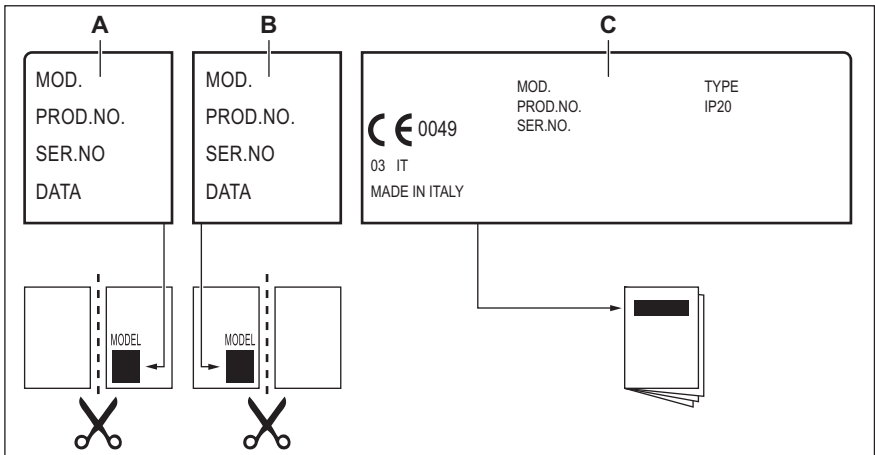 A
B
C
MOD.
PROD.NO.
SER.NO
DATA
MOD.
PROD.NO.
SER.NO
DATA
MOD.
PROD.NO.
SER.NO.
TYPE
IP20
CE 0049
03 IT
MADE IN ITALY
MODEL
MODEL